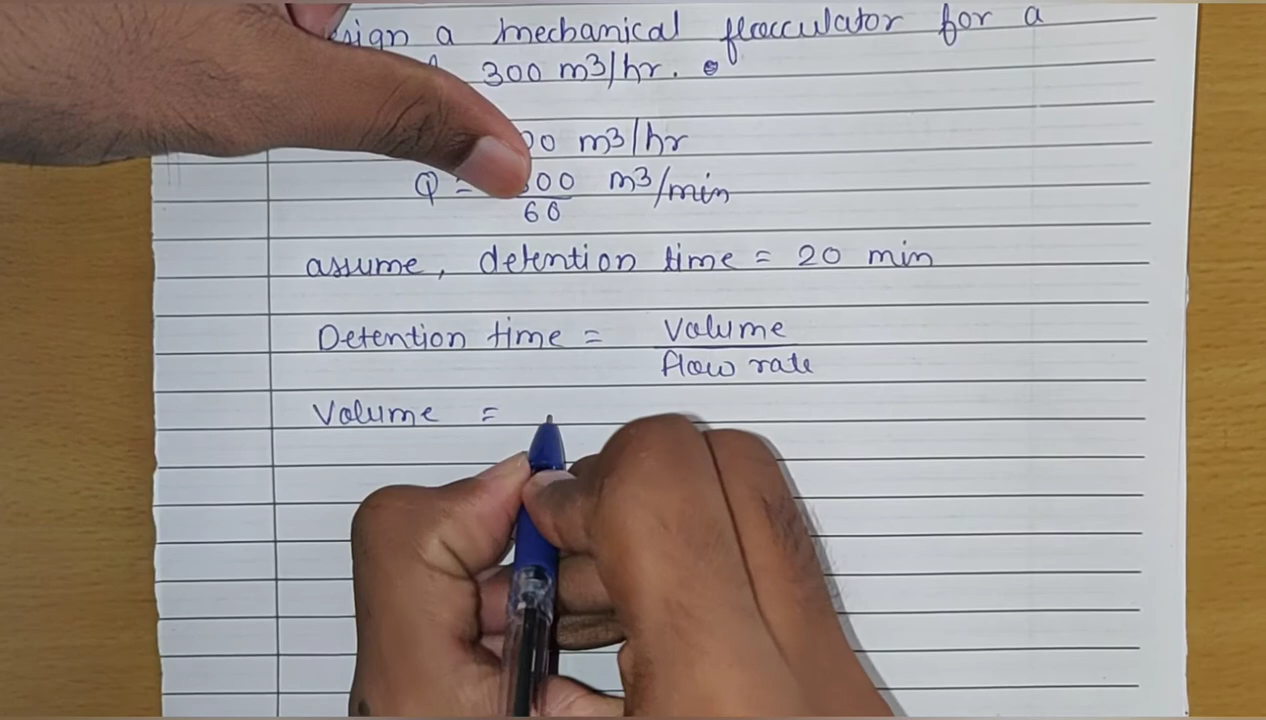 a mechanical flocculator for a
300 m3/hr.
m3/hr
Q = 300 m3/min
60
assume, detention time = 20 min
Detention time = Volume
flow rate
Volume =